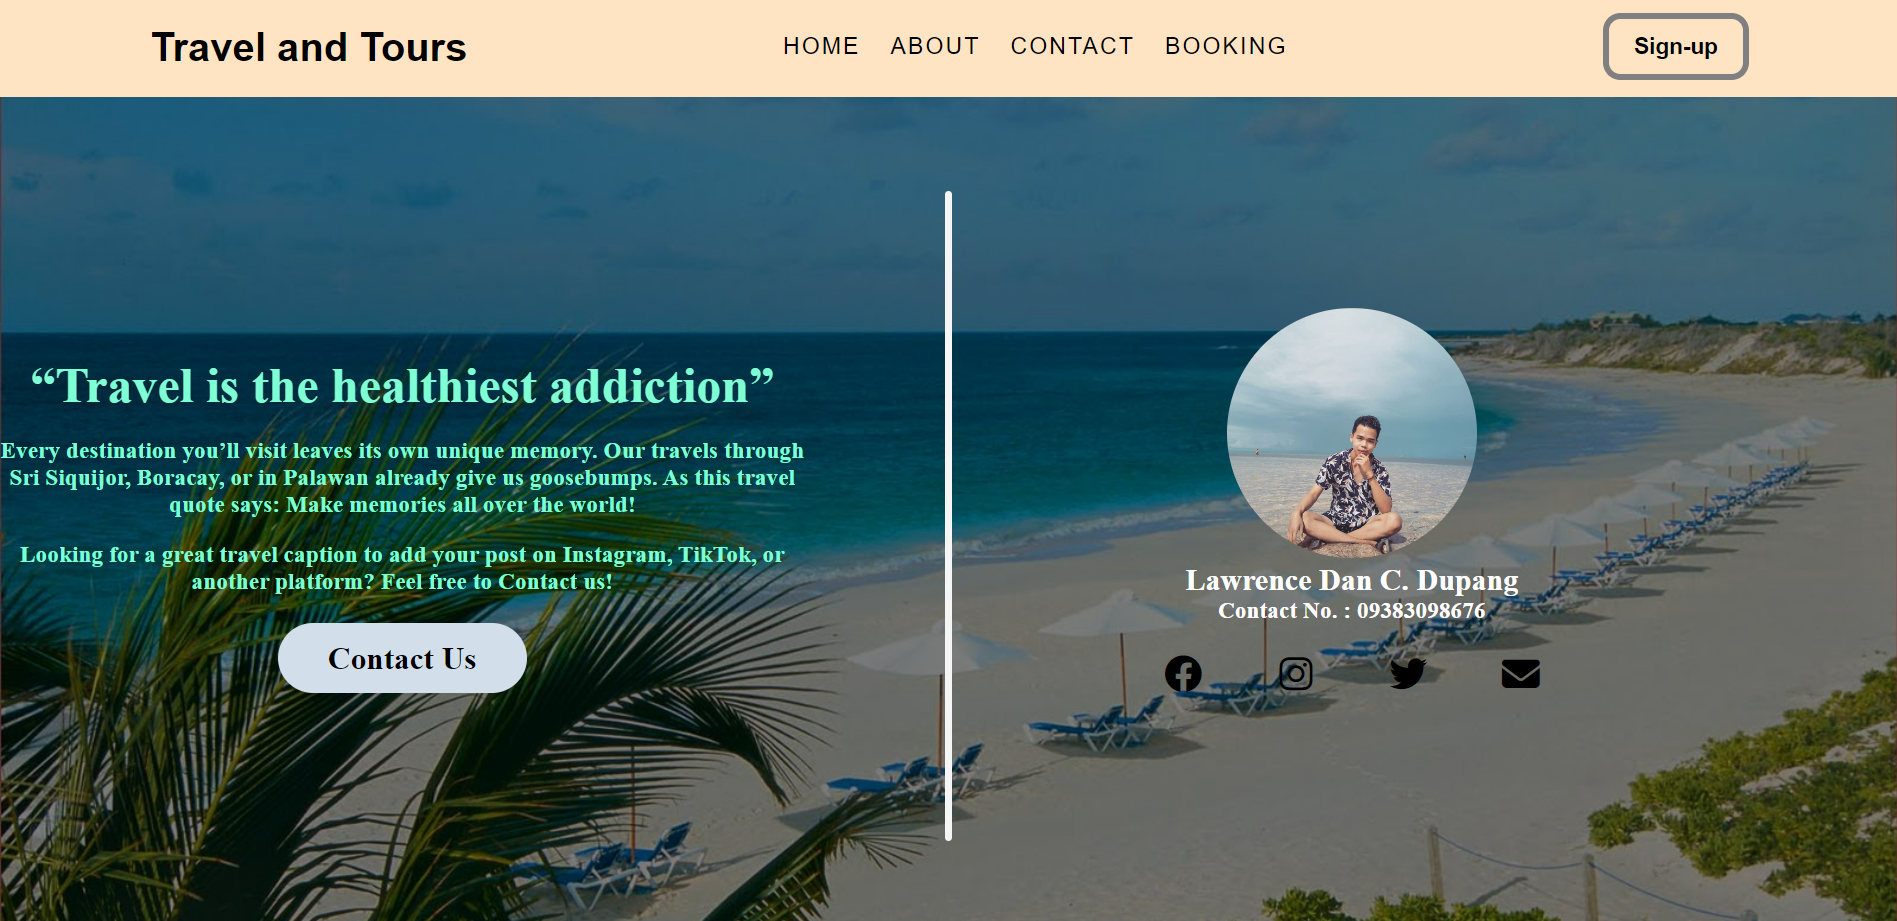 Travel and Tours
HOME ABOUT CONTACT BOOKING
Sign-up
“Travel is the healthiest addiction”
Every destination you’ll visit leaves its own unique memory. Our travels through
Sri Siquijor, Boracay, or in Palawan already give us goosebumps. As this travel
quote says: Make memories all over the world!
Looking for a great travel caption to add your post on Instagram, TikTok, or
another platform? Feel free to Contact us!
Contact Us
Lawrence Dan C. Dupang
Contact No. : 09383098676